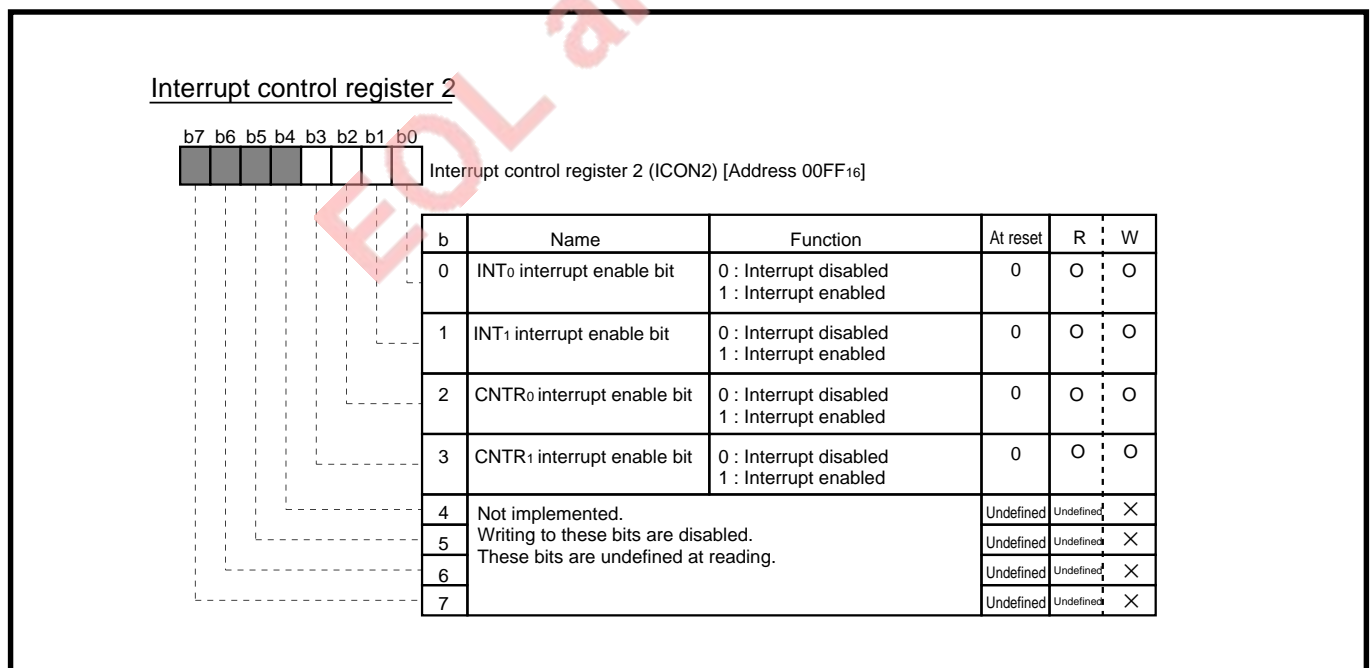 Interrupt control register 2
b7 b6 b5 b4 b3 b2 b1 b0
Interrupt control register 2 (ICON2) [Address 00FF16]
b Name Function At reset R W
0 INT0 interrupt enable bit 0 : Interrupt disabled 0 O O
1 : Interrupt enabled
1 INT1 interrupt enable bit 0 : Interrupt disabled 0 O O
1 : Interrupt enabled
2 CNTR0 interrupt enable bit 0 : Interrupt disabled 0 O O
1 : Interrupt enabled
3 CNTR1 interrupt enable bit 0 : Interrupt disabled 0 O O
1 : Interrupt enabled
4 Not implemented. Undefined Undefined ×
5 Writing to these bits are disabled. Undefined Undefined ×
These bits are undefined at reading.
6 Undefined Undefined ×
7 Undefined Undefined ×
EOL